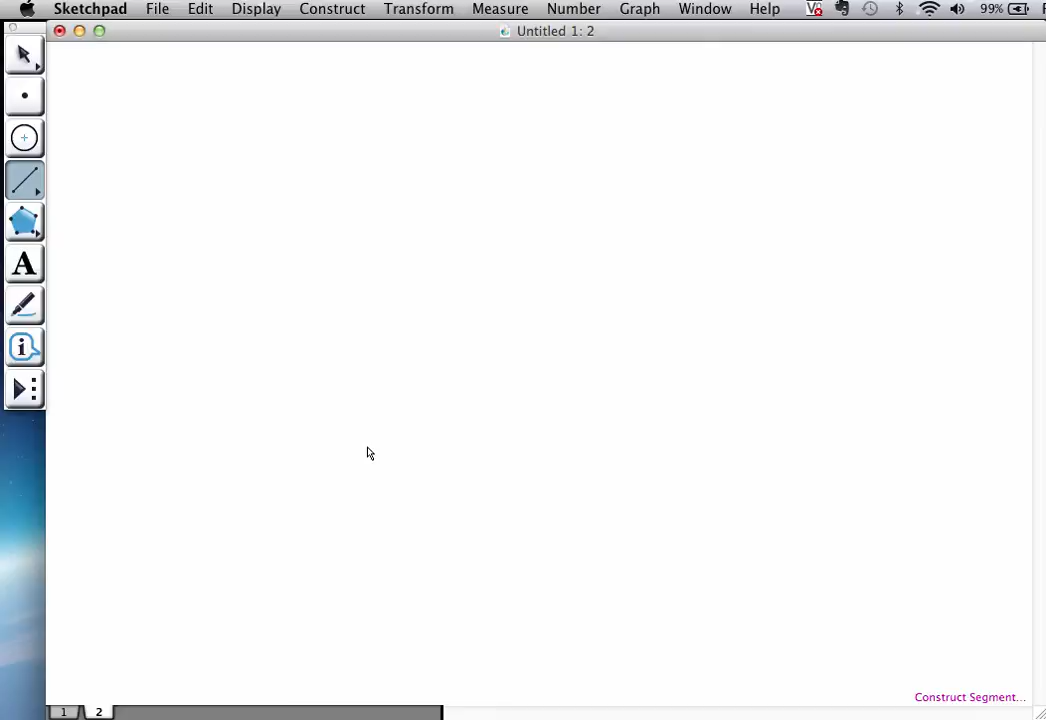 Sketchpad File Edit Display Construct Transform Measure Number Graph Window Help 99%
Untitled 1: 2
A
i
Construct Segment...
1 2